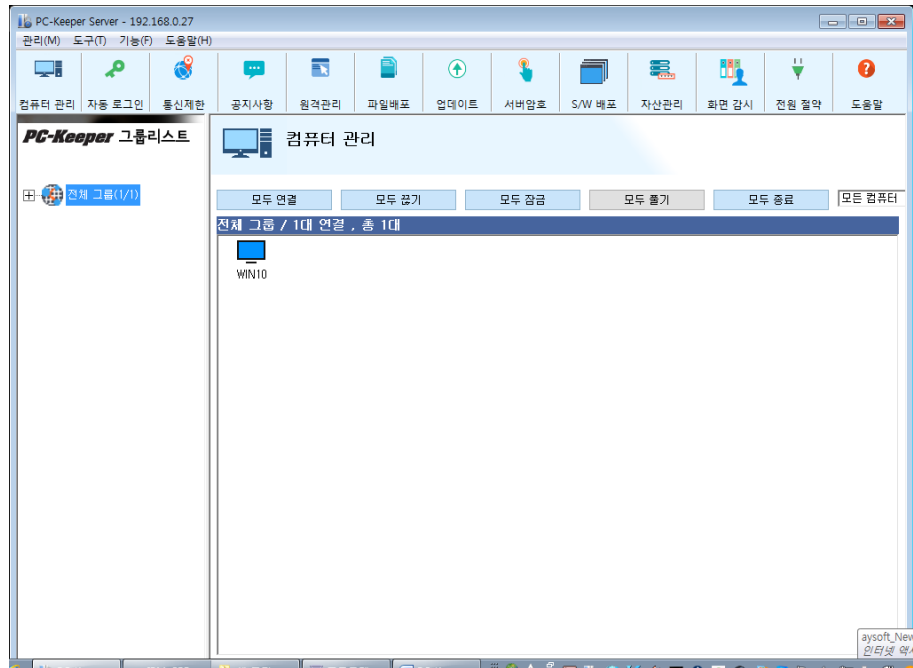 PC-Keeper Server - 192.168.0.27
관리(M) 도구(T) 기능(F) 도움말(H)
컴퓨터 관리 자동 로그인 통신제한 공지사항 원격관리 파일배포 업데이트 서버암호 S/W 배포 자산관리 화면 감시 전원 절약 도움말
PC-Keeper 그룹리스트
컴퓨터 관리
전체 그룹(1/1)
모두 연결 모두 끊기 모두 잠금 모두 풀기 모두 종료 모든 컴퓨터
전체 그룹 / 1대 연결 , 총 1대
WIN10
aysoft_New
인터넷